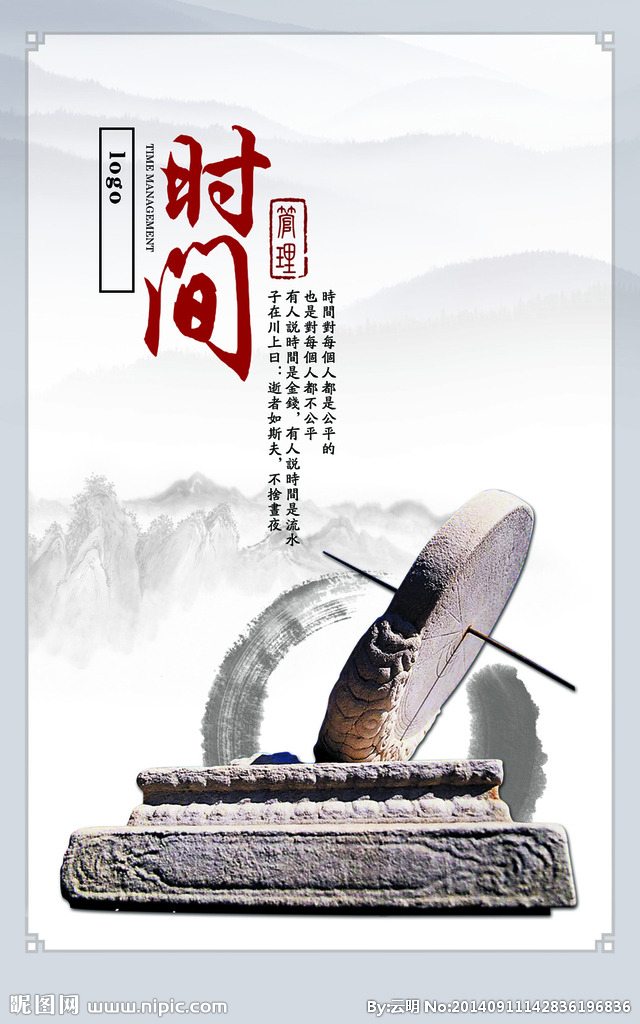 logo
TIME MANAGEMENT
时间
管理
時間對每個人都是公平的
也是對每個人都不公平
有人説時間是金錢，有人説時間是流水
子在川上曰：逝者如斯夫，不捨晝夜
昵图网 www.nipic.com
By:云明 No:20140911142836196836